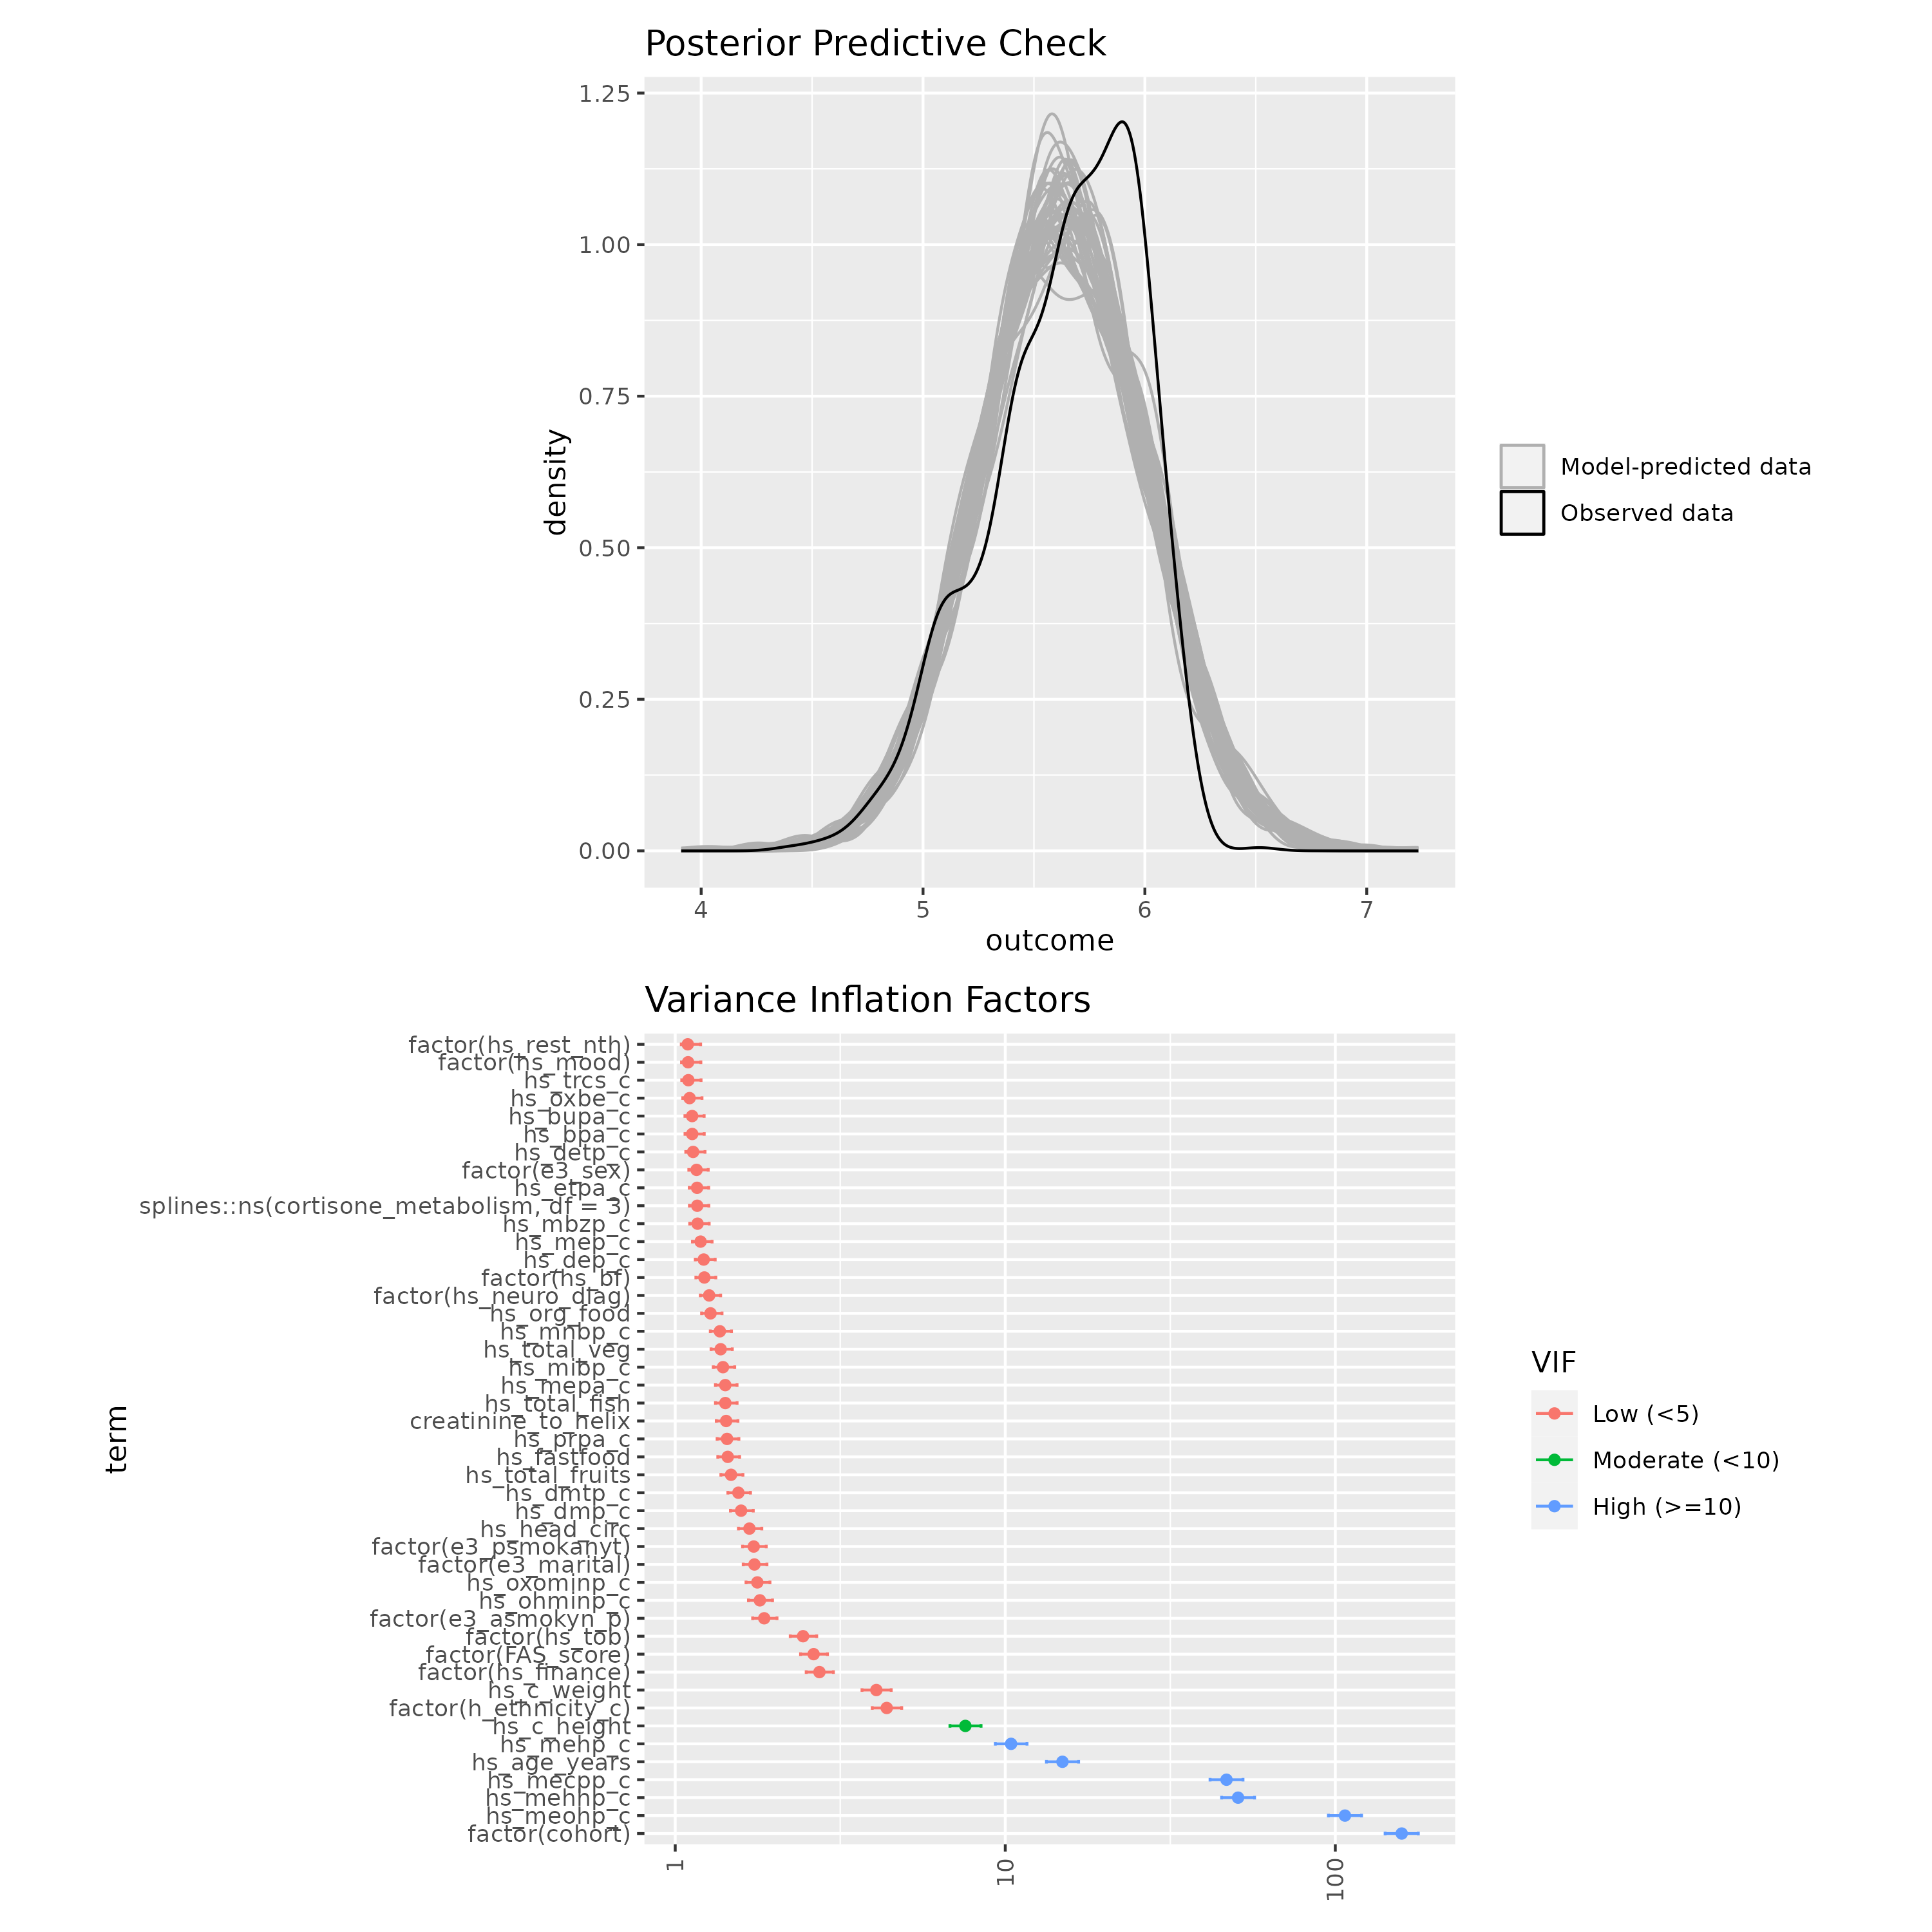 Posterior Predictive Check
1.25
1.00
0.75
0.50
0.25
0.00
density
4 5 6 7
outcome
Model-predicted data
Observed data
Variance Inflation Factors
factor(hs_rest_nth)
factor(hs_mood)
hs_trcs_c
hs_oxbe_c
hs_bupa_c
hs_bpa_c
hs_detp_c
factor(e3_sex)
hs_etpa_c
splines::ns(cortisone_metabolism, df = 3)
hs_mbzp_c
hs_mep_c
hs_dep_c
factor(hs_bf)
factor(hs_neuro_diag)
hs_org_food
hs_mnbp_c
hs_total_veg
hs_mibp_c
hs_mepa_c
hs_total_fish
creatinine_to_helix
hs_prpa_c
hs_fastfood
hs_total_fruits
hs_dmtp_c
hs_dmp_c
hs_head_circ
factor(e3_psmokanyt)
factor(e3_marital)
hs_oxominp_c
hs_ohminp_c
factor(e3_asmokyn_p)
factor(hs_tob)
factor(FAS_score)
factor(hs_finance)
hs_c_weight
factor(h_ethnicity_c)
hs_c_height
hs_mehp_c
hs_age_years
hs_mecpp_c
hs_mehhp_c
hs_meohp_c
factor(cohort)
term
1 10 100
VIF
Low (<5)
Moderate (<10)
High (>=10)